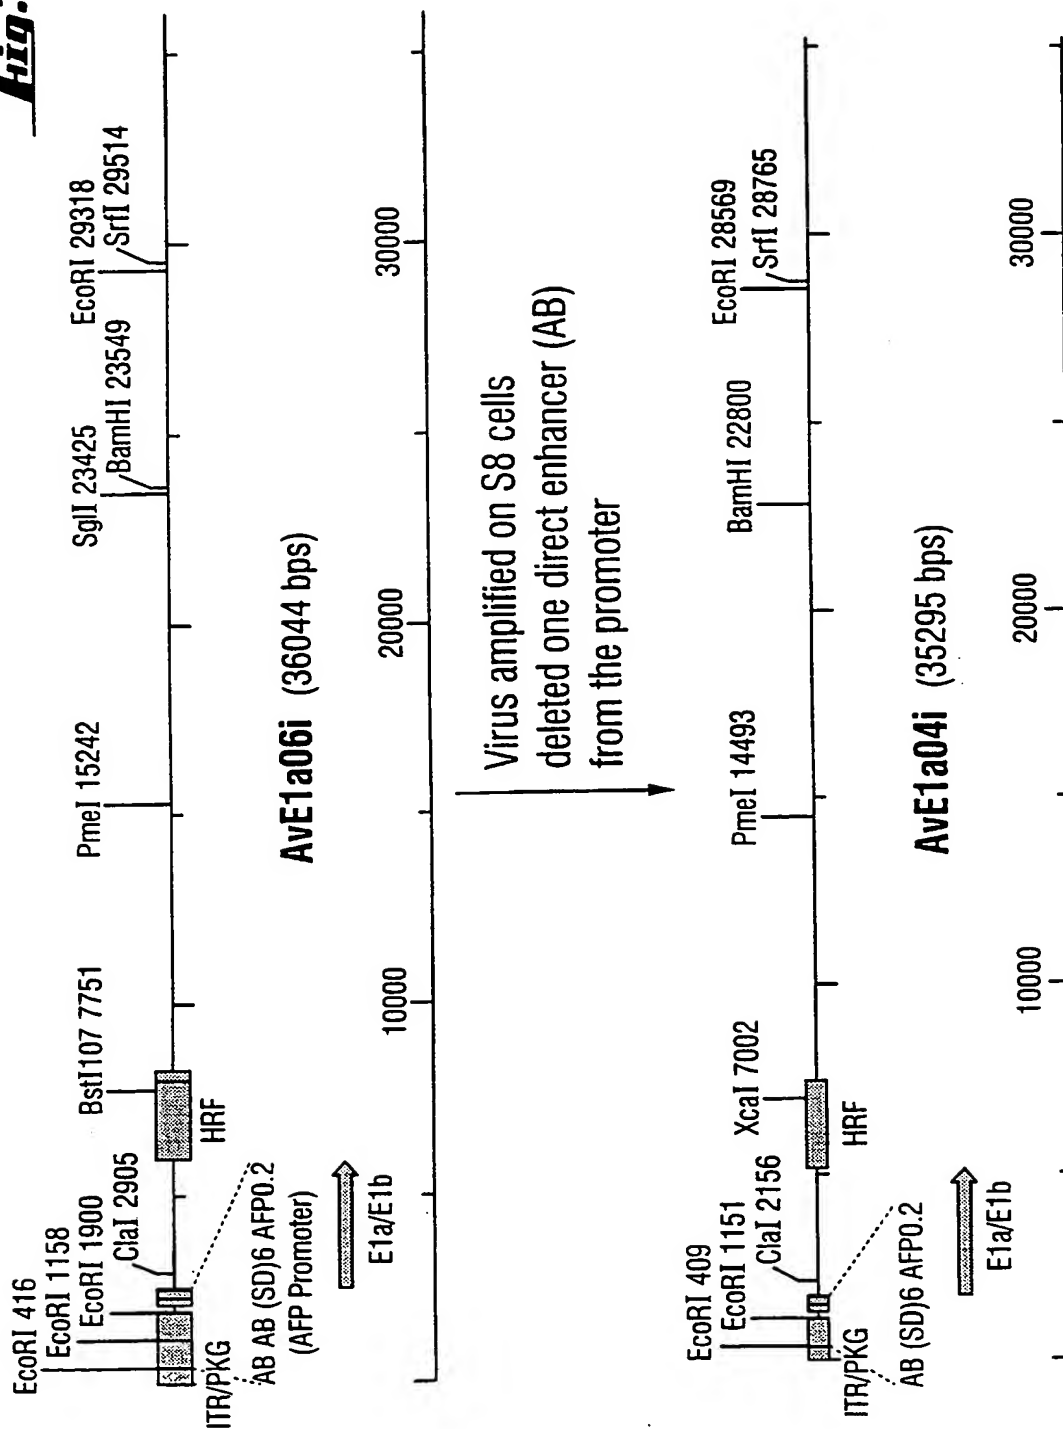 Fig.
EcoRI 416
EcoRI 1158
EcoRI 1900
ClaI 2905
BstI107 7751
PmeI 15242
SglI 23425
BamHI 23549
EcoRI 29318
SrfI 29514
ITR/PKG
HRF
AB AB (SD)6 AFP0.2
(AFP Promoter)
E1a/E1b
AvE1a06i (36044 bps)
10000
20000
30000
Virus amplified on S8 cells
deleted one direct enhancer (AB)
from the promoter
EcoRI 409
EcoRI 1151
ClaI 2156
XcaI 7002
PmeI 14493
BamHI 22800
EcoRI 28569
SrfI 28765
ITR/PKG
HRF
AB (SD)6 AFP0.2
E1a/E1b
AvE1a04i (35295 bps)
10000
20000
30000